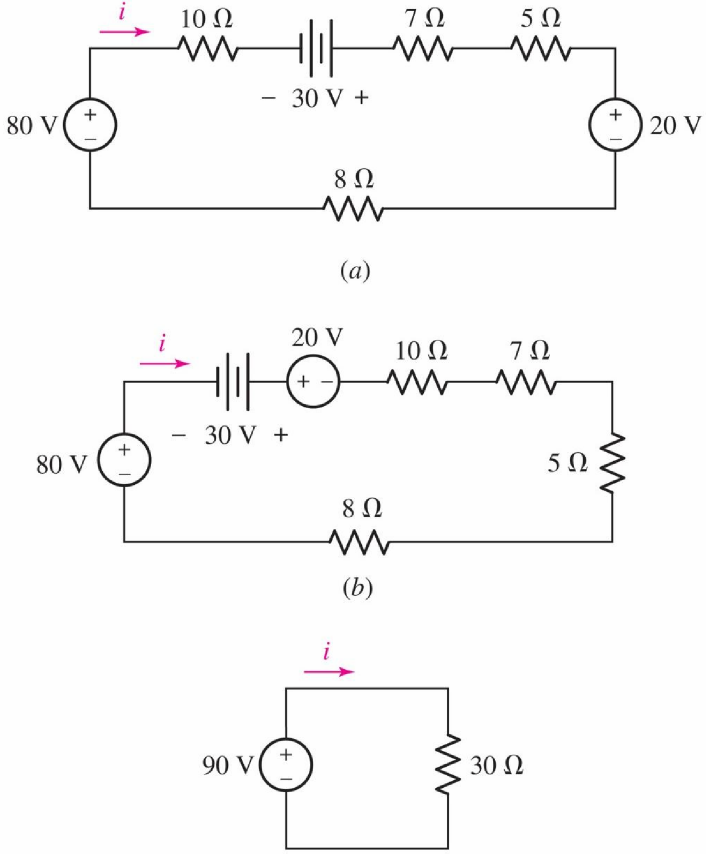 i
10 Ω 7 Ω 5 Ω
− 30 V +
80 V + − + − 20 V
8 Ω
(a)
i 20 V 10 Ω 7 Ω
+ −
− 30 V +
80 V + − 5 Ω
8 Ω
(b)
i
90 V + − 30 Ω